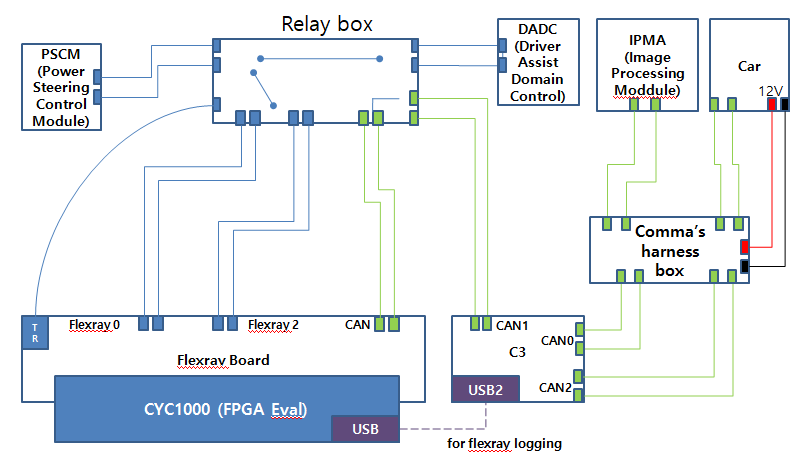 Relay box
PSCM
(Power
Steering
Control
Module)
DADC
(Driver
Assist
Domain
Control)
IPMA
(Image
Processing
Moddule)
Car
12V
Comma's
harness
box
T
R
Flexray 0
Flexray 2
CAN
Flexray Board
CYC1000 (FPGA Eval)
USB
CAN1
CAN0
C3
CAN2
USB2
for flexray logging